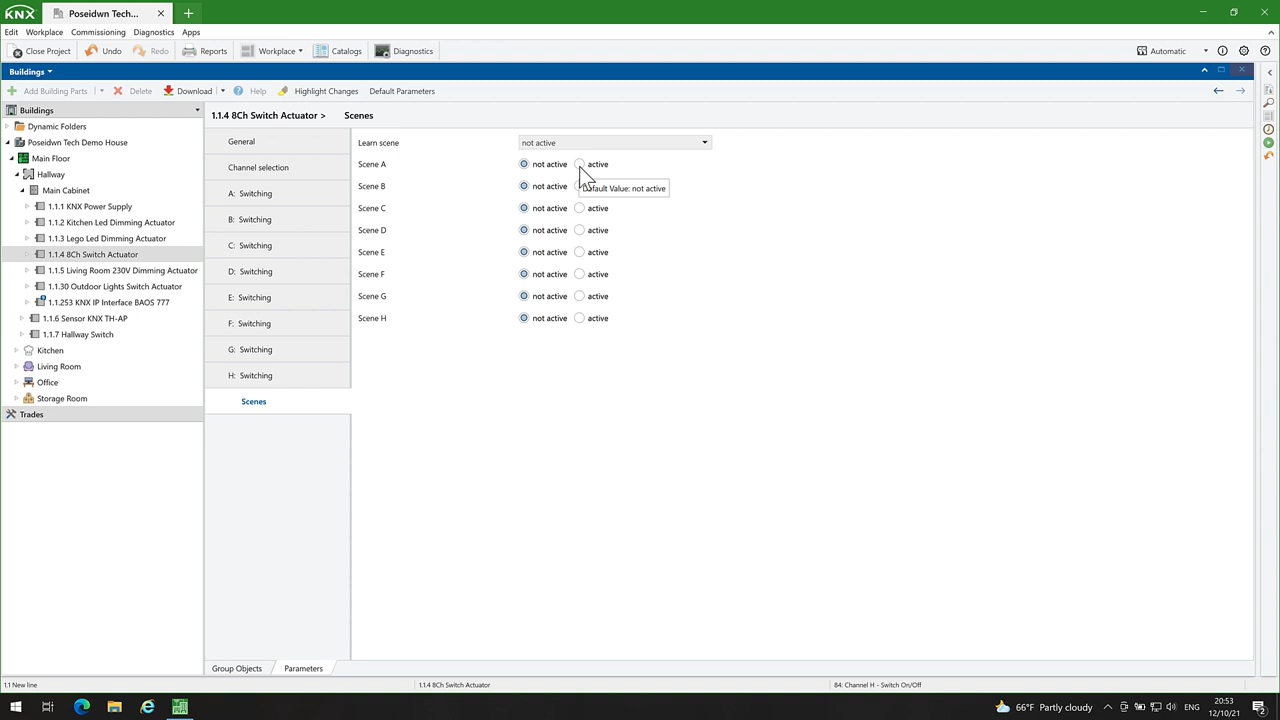 KNX
Poseidwn Tech...
Edit Workplace Commissioning Diagnostics Apps
Close Project Undo Redo Reports Workplace Catalogs Diagnostics Automatic
Buildings
Add Building Parts Delete Download Help Highlight Changes Default Parameters
Buildings
1.1.4 8Ch Switch Actuator > Scenes
Dynamic Folders
Poseidwn Tech Demo House
Main Floor
Hallway
Main Cabinet
1.1.1 KNX Power Supply
1.1.2 Kitchen Led Dimming Actuator
1.1.3 Lego Led Dimming Actuator
1.1.4 8Ch Switch Actuator
1.1.5 Living Room 230V Dimming Actuator
1.1.30 Outdoor Lights Switch Actuator
1.1.253 KNX IP Interface BAOS 777
1.1.6 Sensor KNX TH-AP
1.1.7 Hallway Switch
Kitchen
Living Room
Office
Storage Room
Trades
General
Channel selection
A: Switching
B: Switching
C: Switching
D: Switching
E: Switching
F: Switching
G: Switching
H: Switching
Scenes
Learn scene not active
Scene A not active active
Scene B not active
Default Value: not active
Scene C not active active
Scene D not active active
Scene E not active active
Scene F not active active
Scene G not active active
Scene H not active active
Group Objects Parameters
1.1 New line 1.1.4 8Ch Switch Actuator 84: Channel H - Switch On/Off
66°F Partly cloudy ENG 20:53
12/10/21